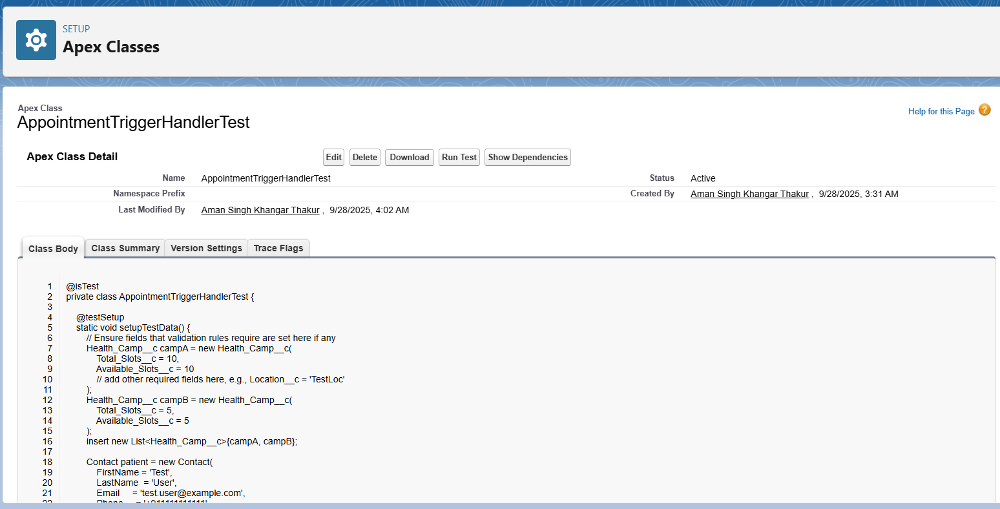 SETUP
Apex Classes
Apex Class
AppointmentTriggerHandlerTest
Help for this Page ?
Apex Class Detail
Edit Delete Download Run Test Show Dependencies
Name AppointmentTriggerHandlerTest Status Active
Namespace Prefix Created By Aman Singh Khangar Thakur , 9/28/2025, 3:31 AM
Last Modified By Aman Singh Khangar Thakur , 9/28/2025, 4:02 AM
Class Body Class Summary Version Settings Trace Flags
1 @isTest
2 private class AppointmentTriggerHandlerTest {
3
4 @testSetup
5 static void setupTestData() {
6 // Ensure fields that validation rules require are set here if any
7 Health_Camp__c campA = new Health_Camp__c(
8 Total_Slots__c = 10,
9 Available_Slots__c = 10
10 // add other required fields here, e.g., Location__c = 'TestLoc'
11 );
12 Health_Camp__c campB = new Health_Camp__c(
13 Total_Slots__c = 5,
14 Available_Slots__c = 5
15 );
16 insert new List<Health_Camp__c>{campA, campB};
17
18 Contact patient = new Contact(
19 FirstName = 'Test',
20 LastName = 'User',
21 Email = 'test.user@example.com',
22 Phone =